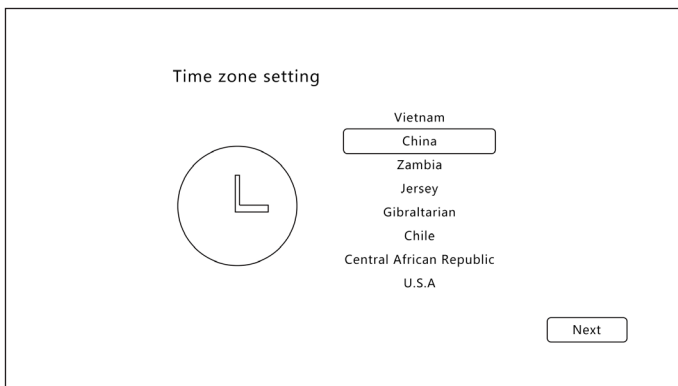 Time zone setting
Vietnam
China
Zambia
Jersey
Gibraltarian
Chile
Central African Republic
U.S.A
Next